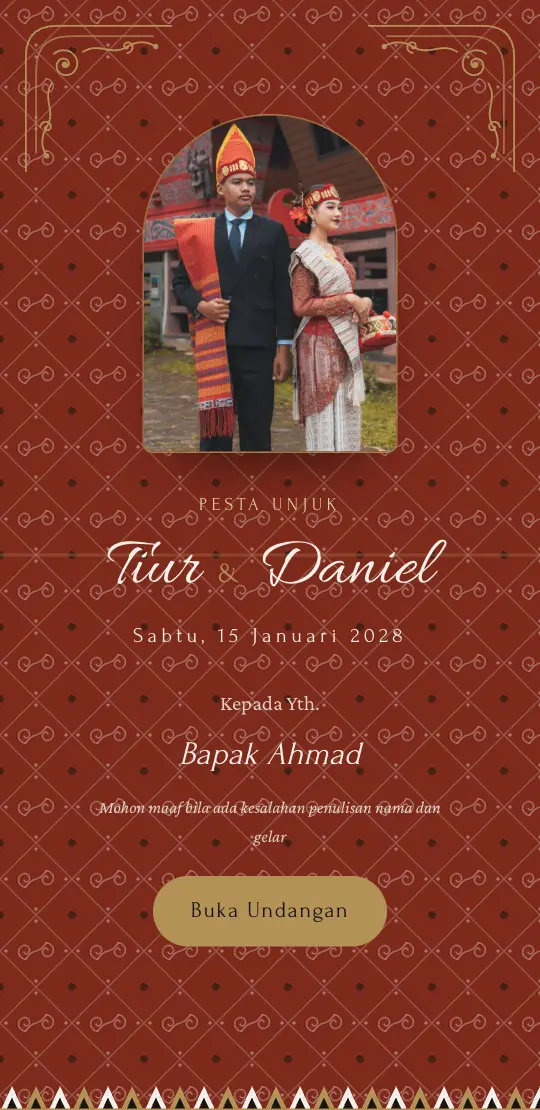 PESTA UNJUK
Tiur & Daniel
Sabtu, 15 Januari 2028
Kepada Yth.
Bapak Ahmad
Mohon maaf bila ada kesalahan penulisan nama dan
gelar
Buka Undangan